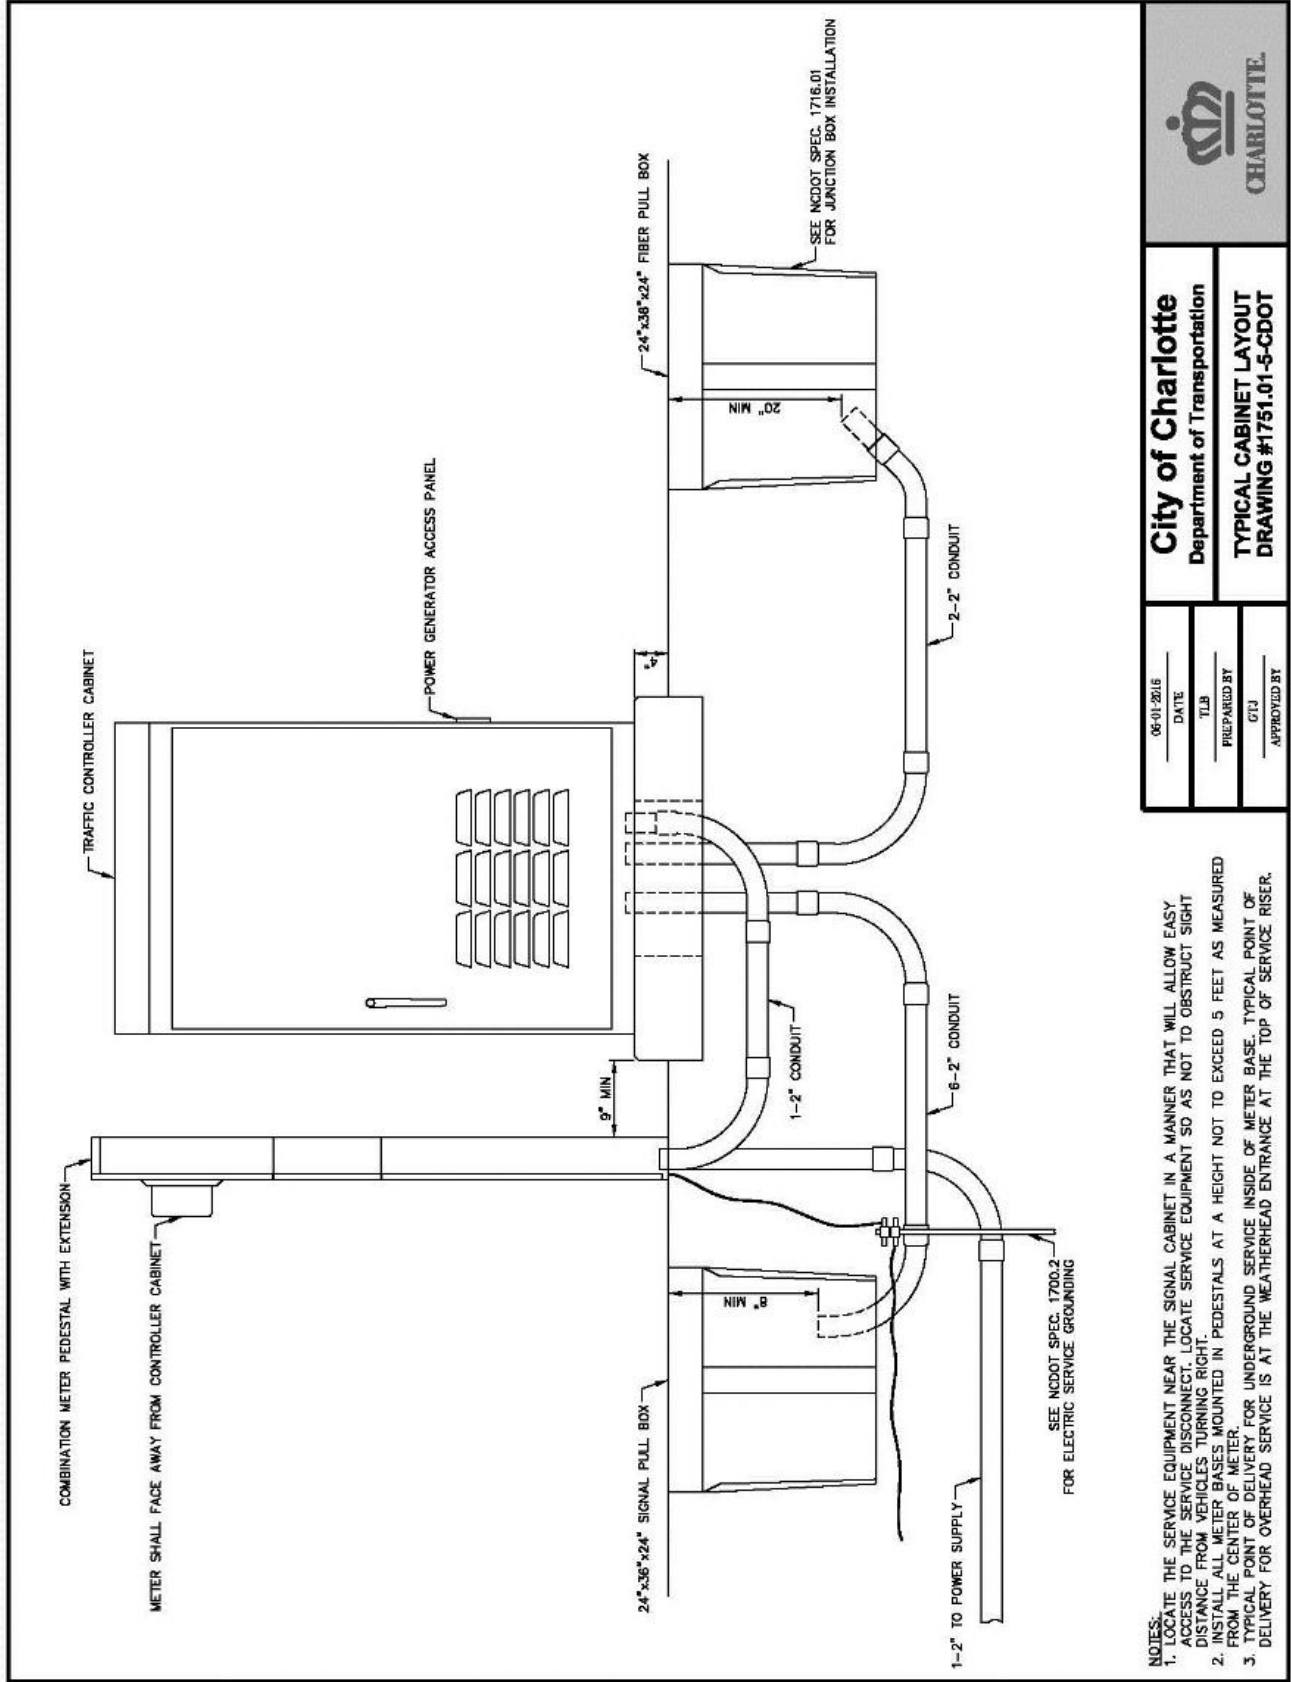 COMBINATION METER PEDESTAL WITH EXTENSION
METER SHALL FACE AWAY FROM CONTROLLER CABINET
TRAFFIC CONTROLLER CABINET
POWER GENERATOR ACCESS PANEL
24"x36"x24" SIGNAL PULL BOX
9" MIN
4"
24"x36"x24" FIBER PULL BOX
8" MIN
20" MIN
SEE NCDOT SPEC. 1716.01
FOR JUNCTION BOX INSTALLATION
1-2" CONDUIT
6-2" CONDUIT
2-2" CONDUIT
1-2" TO POWER SUPPLY
SEE NCDOT SPEC. 1700.2
FOR ELECTRIC SERVICE GROUNDING
NOTES:
1. LOCATE THE SERVICE EQUIPMENT NEAR THE SIGNAL CABINET IN A MANNER THAT WILL ALLOW EASY
ACCESS TO THE SERVICE DISCONNECT. LOCATE SERVICE EQUIPMENT SO AS NOT TO OBSTRUCT SIGHT
DISTANCE FROM VEHICLES TURNING RIGHT.
2. INSTALL ALL METER BASES MOUNTED IN PEDESTALS AT A HEIGHT NOT TO EXCEED 5 FEET AS MEASURED
FROM THE CENTER OF METER.
3. TYPICAL POINT OF DELIVERY FOR UNDERGROUND SERVICE INSIDE OF METER BASE. TYPICAL POINT OF
DELIVERY FOR OVERHEAD SERVICE IS AT THE WEATHERHEAD ENTRANCE AT THE TOP OF SERVICE RISER.
06-01-2016
DATE
TLB
PREPARED BY
GTJ
APPROVED BY
City of Charlotte
Department of Transportation
TYPICAL CABINET LAYOUT
DRAWING #1751.01-5-CDOT
CHARLOTTE.